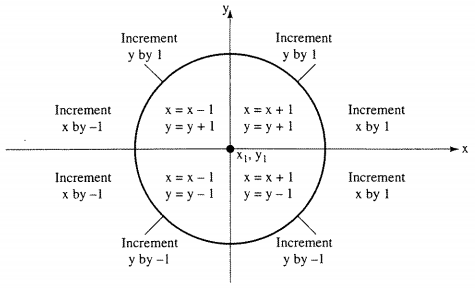 y
Increment
y by 1
Increment
y by 1
Increment
x by –1
x = x – 1
y = y + 1
x = x + 1
y = y + 1
Increment
x by 1
x
x₁, y₁
Increment
x by –1
x = x – 1
y = y – 1
x = x + 1
y = y – 1
Increment
x by 1
Increment
y by –1
Increment
y by –1